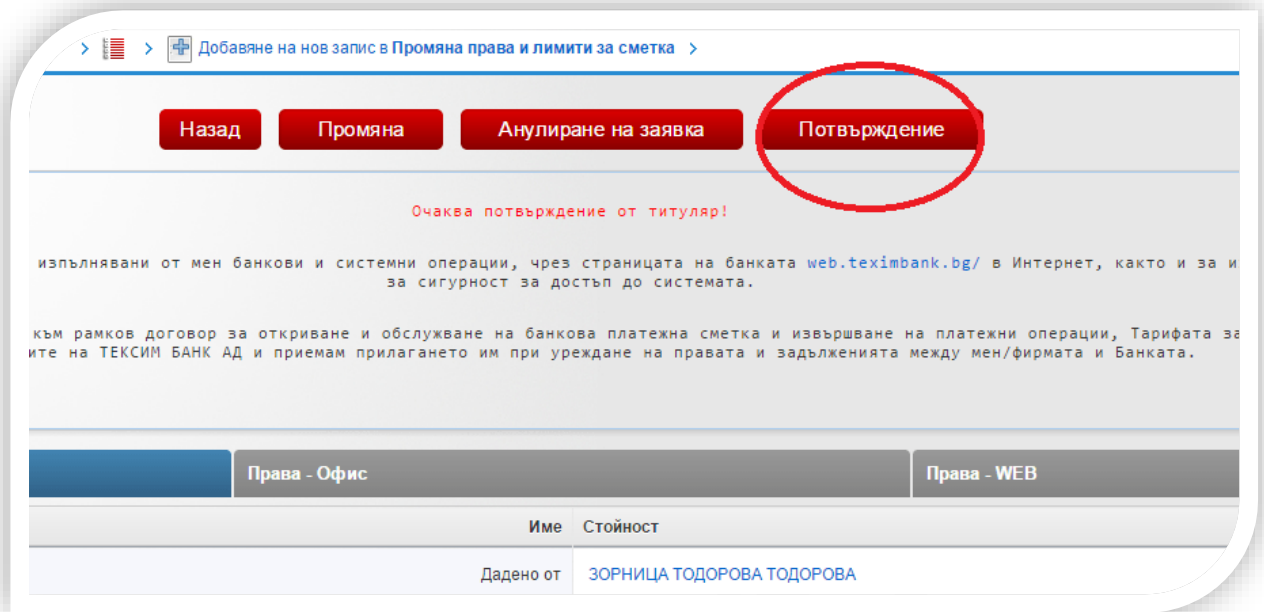 Добавяне на нов запис в Промяна права и лимити за сметка
Назад Промяна Анулиране на заявка Потвърждение
Очаква потвърждение от титуляр!
изпълнявани от мен банкови и системни операции, чрез страницата на банката web.teximbank.bg/ в Интернет, както и за и
за сигурност за достъп до системата.
към рамков договор за откриване и обслужване на банкова платежна сметка и извършване на платежни операции, Тарифата за
ите на ТЕКСИМ БАНК АД и приемам прилагането им при уреждане на правата и задълженията между мен/фирмата и Банката.
Права - Офис Права - WEB
Име Стойност
Дадено от ЗОРНИЦА ТОДОРОВА ТОДОРОВА